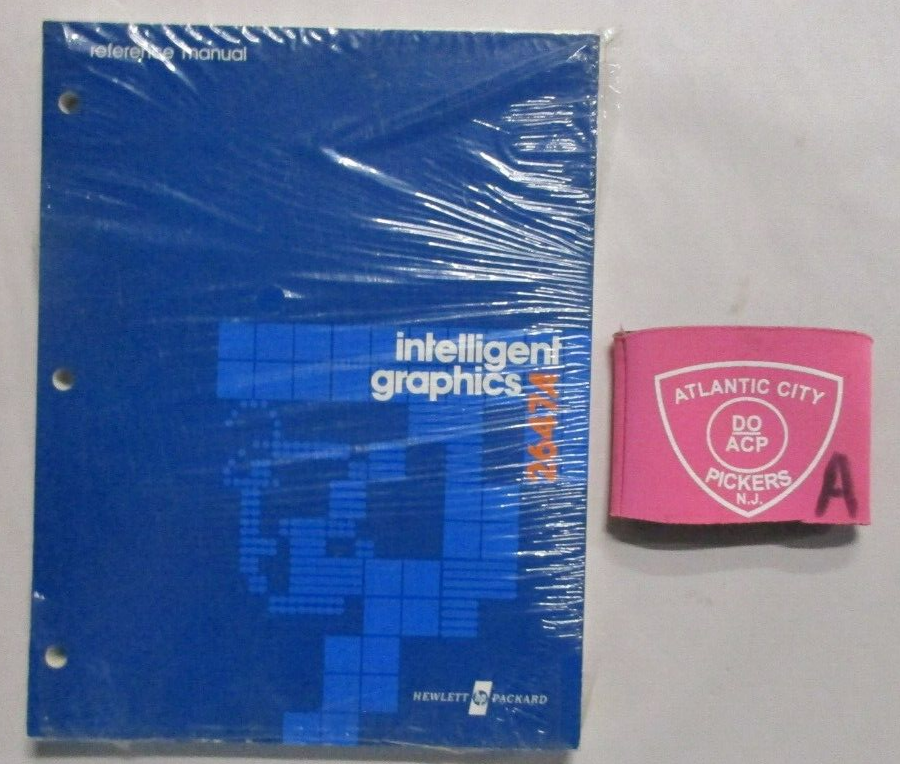 reference manual
intelligent
graphics
2647A
HEWLETT hp PACKARD
ATLANTIC CITY
DO
ACP
PICKERS
N.J.
A